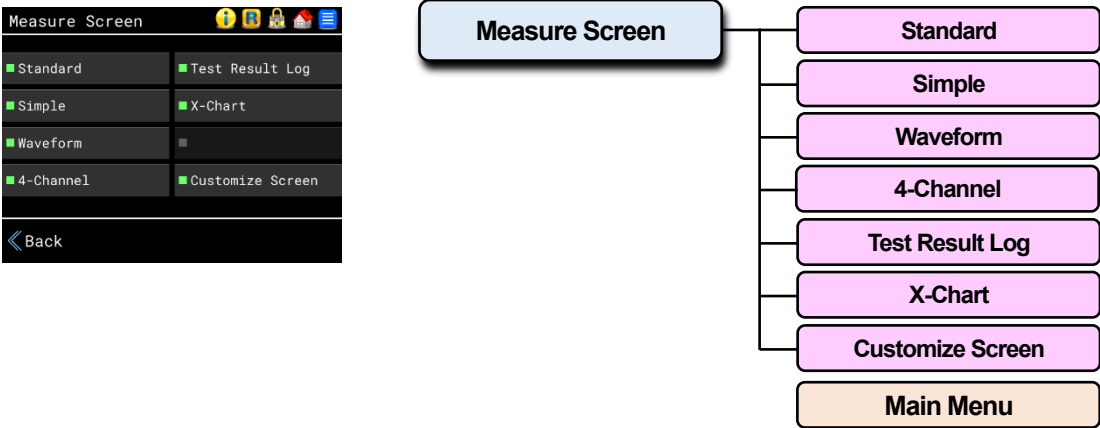 Measure Screen
Standard
Test Result Log
Simple
X-Chart
Waveform
4-Channel
Customize Screen
Back
Measure Screen
Standard
Simple
Waveform
4-Channel
Test Result Log
X-Chart
Customize Screen
Main Menu